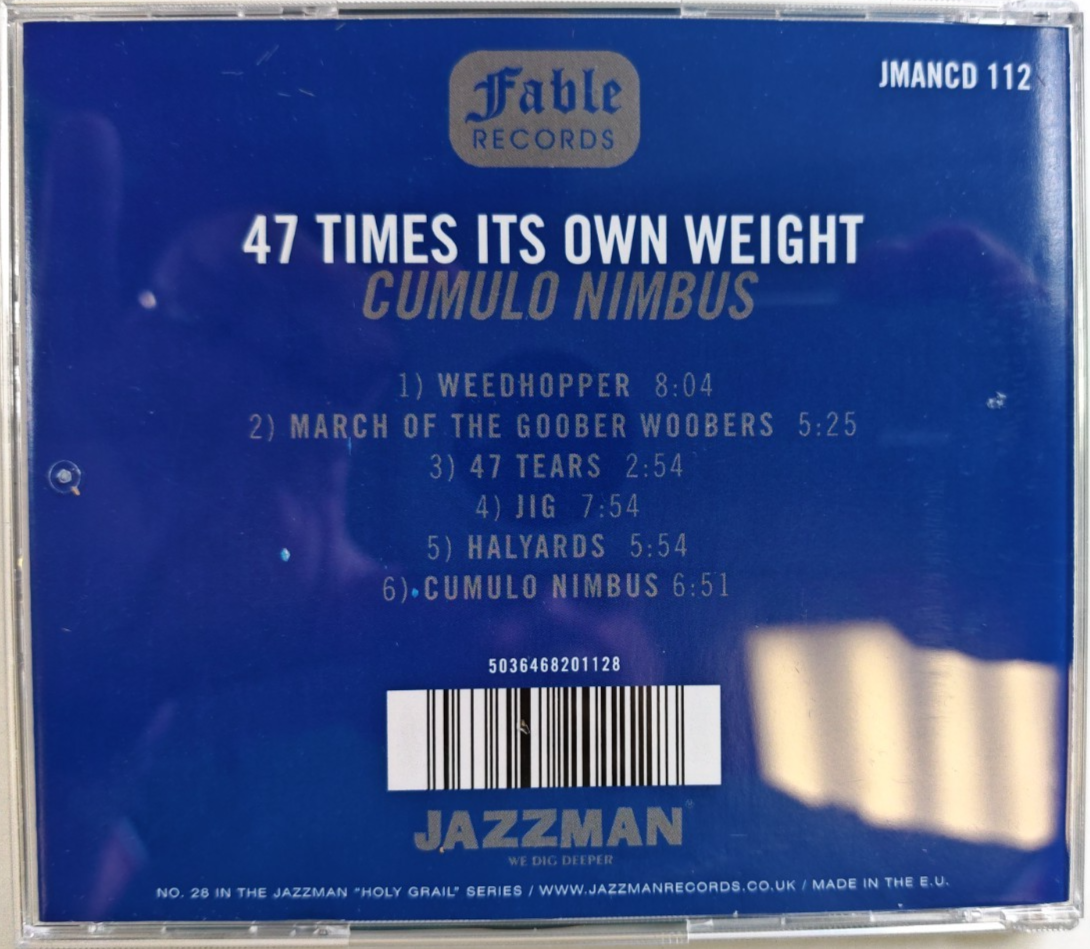 JMANCD 112
Fable
RECORDS
47 TIMES ITS OWN WEIGHT
CUMULO NIMBUS
1) WEEDHOPPER 8:04
2) MARCH OF THE GOOBER WOOBERS 5:25
3) 47 TEARS 2:54
4) JIG 7:54
5) HALYARDS 5:54
6) CUMULO NIMBUS 6:51
5036468201128
JAZZMAN®
WE DIG DEEPER
NO. 28 IN THE JAZZMAN "HOLY GRAIL" SERIES / WWW.JAZZMANRECORDS.CO.UK / MADE IN THE E.U.